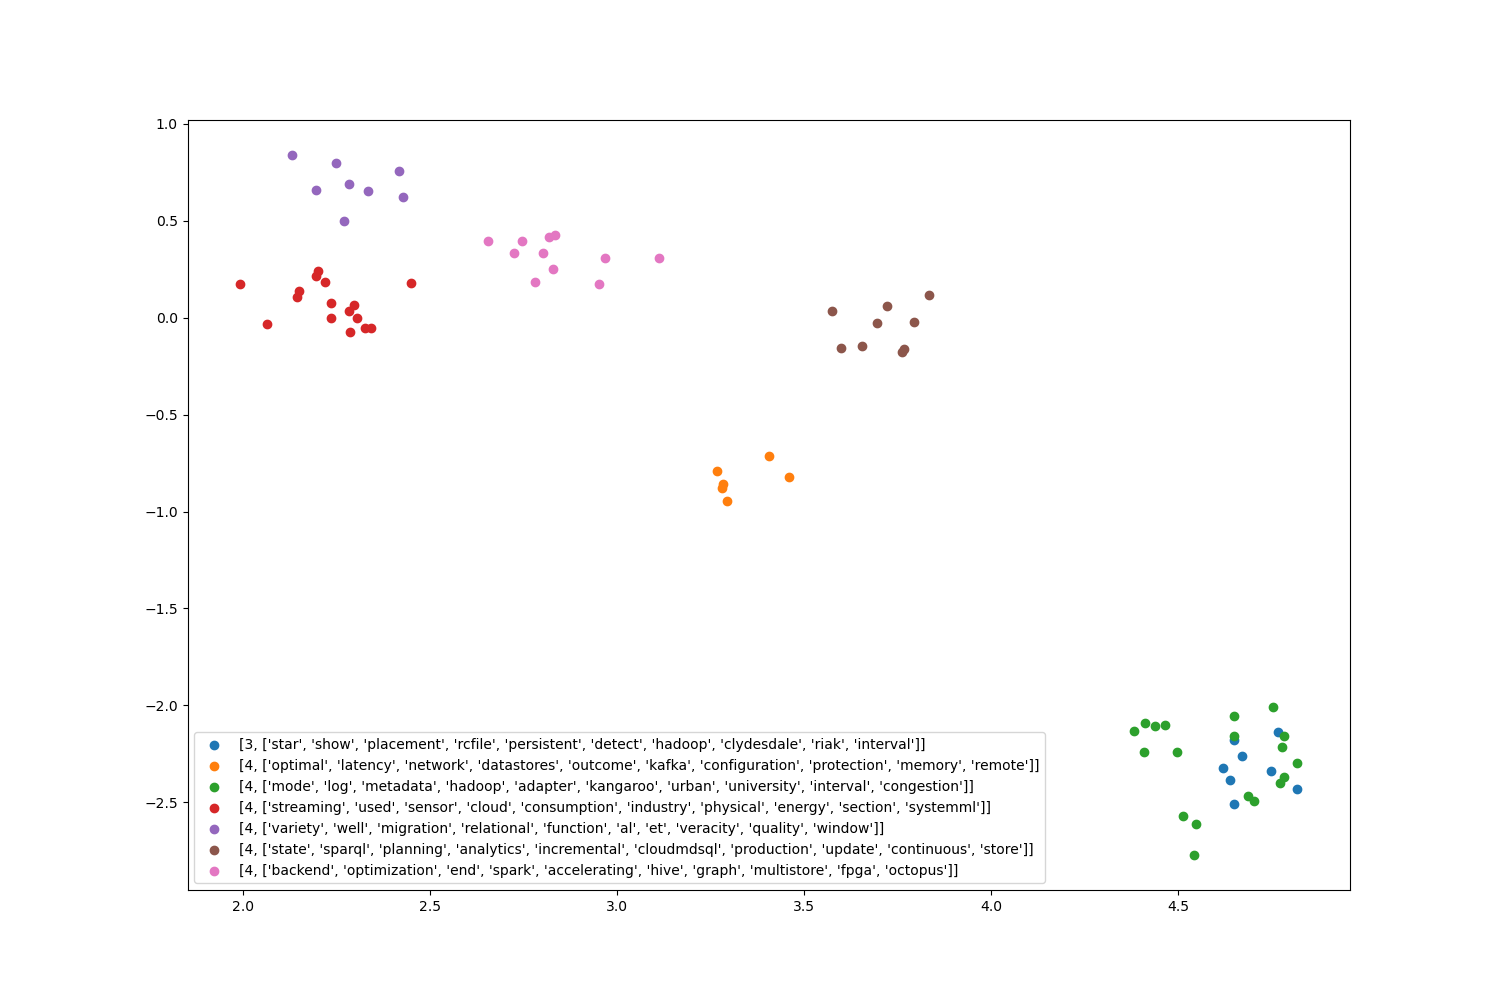 1.0
0.5
0.0
−0.5
−1.0
−1.5
−2.0
−2.5
[3, ['star', 'show', 'placement', 'rcfile', 'persistent', 'detect', 'hadoop', 'clydesdale', 'riak', 'interval']]
[4, ['optimal', 'latency', 'network', 'datastores', 'outcome', 'kafka', 'configuration', 'protection', 'memory', 'remote']]
[4, ['mode', 'log', 'metadata', 'hadoop', 'adapter', 'kangaroo', 'urban', 'university', 'interval', 'congestion']]
[4, ['streaming', 'used', 'sensor', 'cloud', 'consumption', 'industry', 'physical', 'energy', 'section', 'systemml']]
[4, ['variety', 'well', 'migration', 'relational', 'function', 'al', 'et', 'veracity', 'quality', 'window']]
[4, ['state', 'sparql', 'planning', 'analytics', 'incremental', 'cloudmdsql', 'production', 'update', 'continuous', 'store']]
[4, ['backend', 'optimization', 'end', 'spark', 'accelerating', 'hive', 'graph', 'multistore', 'fpga', 'octopus']]
2.0 2.5 3.0 3.5 4.0 4.5